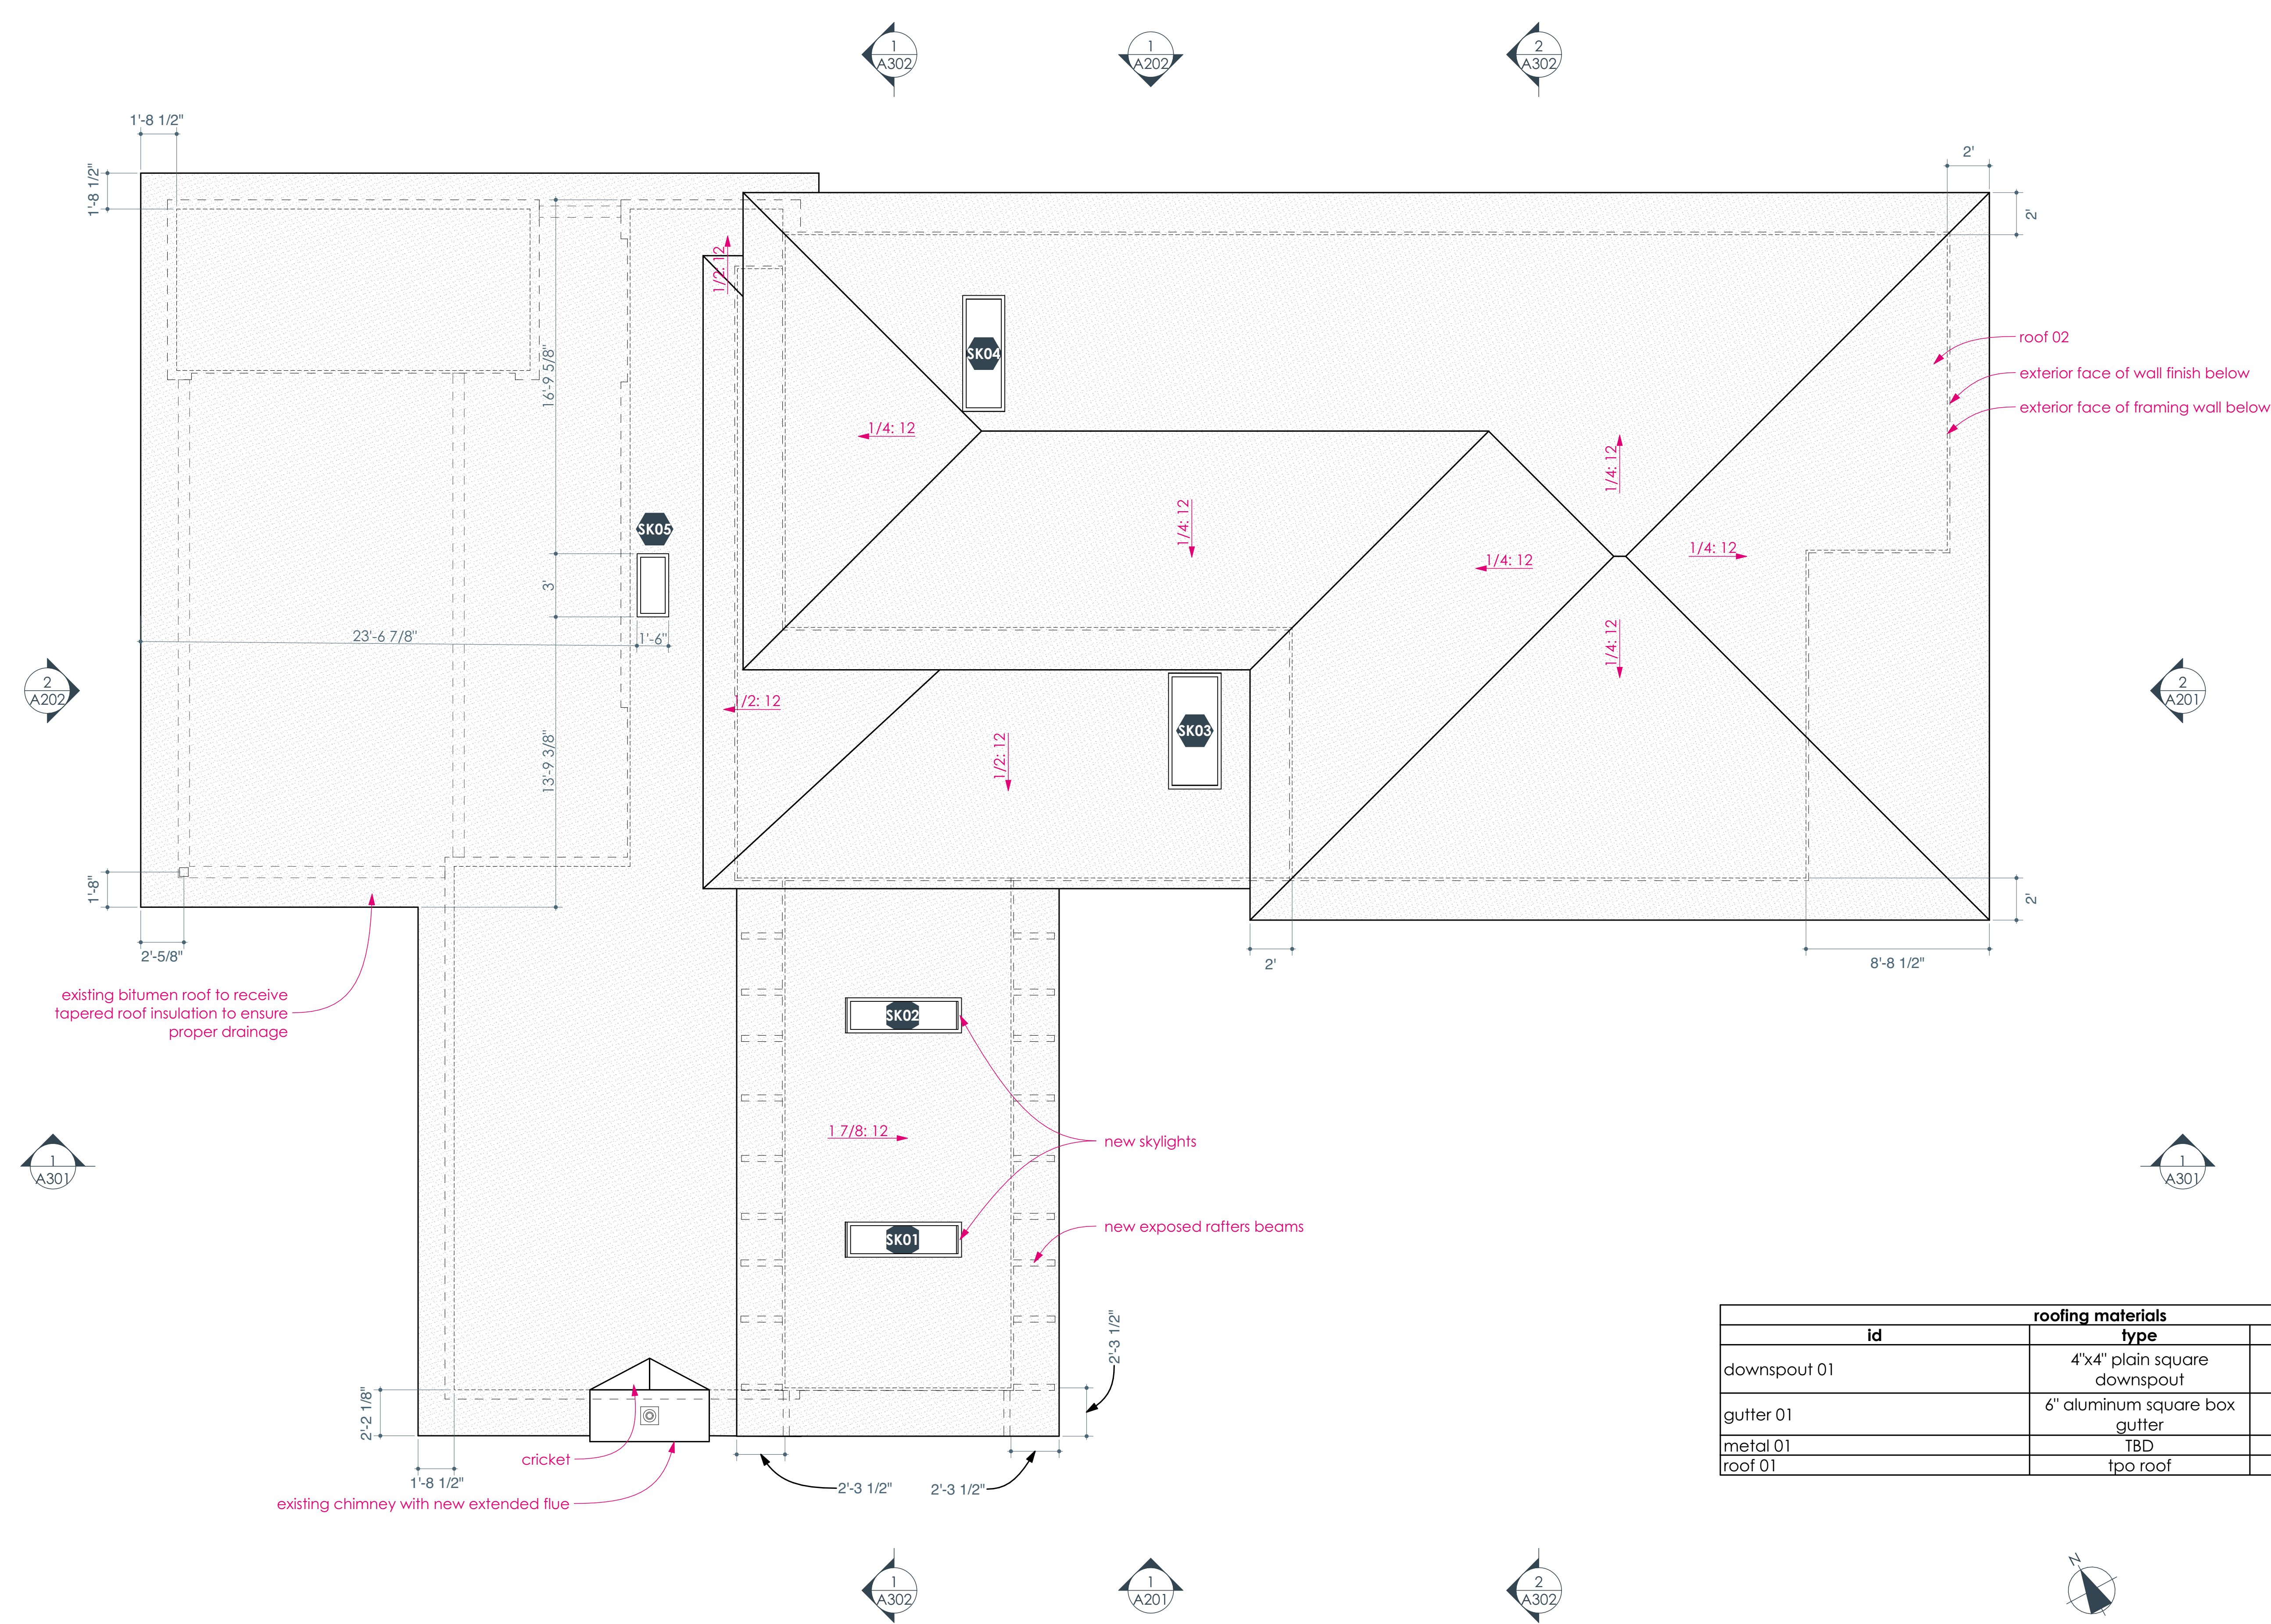 1
A302
1
A202
2
A302
1'-8 1/2"
1'-8 1/2"
2'
2'
1/2: 12
SK04
roof 02
exterior face of wall finish below
exterior face of framing wall below
16'-9 5/8"
1/4: 12
1/4: 12
1/4: 12
SK05
1/4: 12
1/4: 12
3'
23'-6 7/8"
1'-6"
1/4: 12
2
A202
2
A201
1/2: 12
SK03
1/2: 12
13'-9 3/8"
1'-8"
2'
2'-5/8"
2'
8'-8 1/2"
existing bitumen roof to receive
tapered roof insulation to ensure
proper drainage
SK02
1 7/8: 12
new skylights
1
A301
1
A301
new exposed rafters beams
SK01
2'-3 1/2"
roofing materials
id type
downspout 01 4"x4" plain square
downspout
gutter 01 6" aluminum square box
gutter
metal 01 TBD
roof 01 tpo roof
2'-2 1/8"
cricket
1'-8 1/2"
2'-3 1/2"
2'-3 1/2"
existing chimney with new extended flue
1
A302
1
A201
2
A302
N